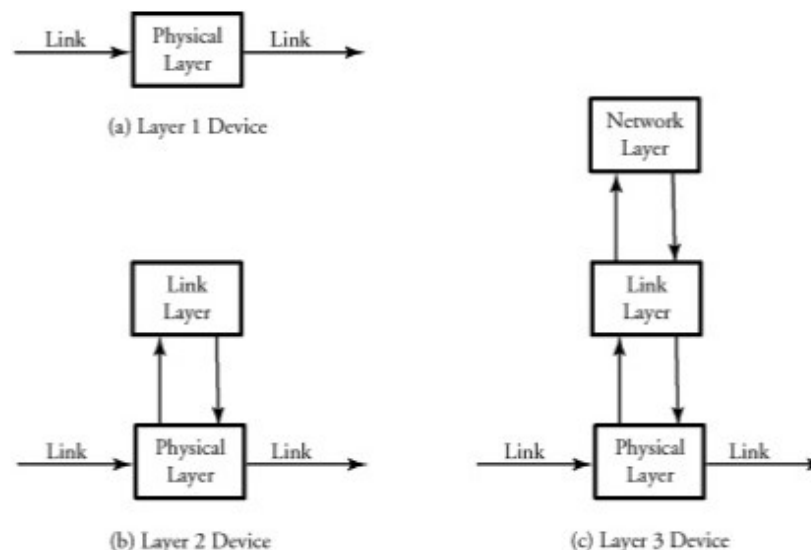 Link
Physical
Layer
Link
(a) Layer 1 Device
Link
Layer
Link
Physical
Layer
Link
(b) Layer 2 Device
Network
Layer
Link
Layer
Link
Physical
Layer
Link
(c) Layer 3 Device